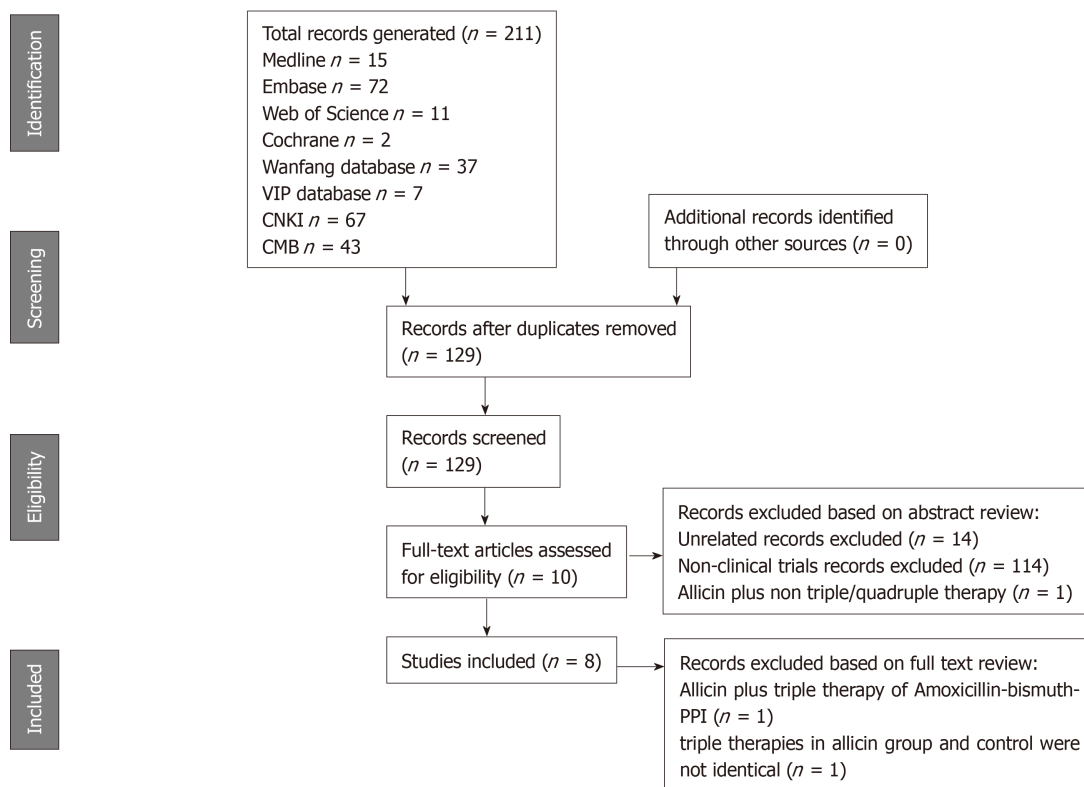 Identification
Total records generated (n = 211)
Medline n = 15
Embase n = 72
Web of Science n = 11
Cochrane n = 2
Wanfang database n = 37
VIP database n = 7
CNKI n = 67
CMB n = 43
Additional records identified
through other sources (n = 0)
Screening
Records after duplicates removed
(n = 129)
Records screened
(n = 129)
Eligibility
Full-text articles assessed
for eligibility (n = 10)
Records excluded based on abstract review:
Unrelated records excluded (n = 14)
Non-clinical trials records excluded (n = 114)
Allicin plus non triple/quadruple therapy (n = 1)
Included
Studies included (n = 8)
Records excluded based on full text review:
Allicin plus triple therapy of Amoxicillin-bismuth-
PPI (n = 1)
triple therapies in allicin group and control were
not identical (n = 1)